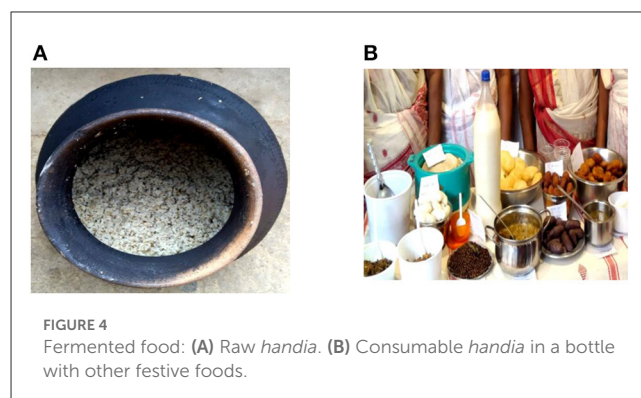 A
B
FIGURE 4
Fermented food: (A) Raw handia. (B) Consumable handia in a bottle
with other festive foods.